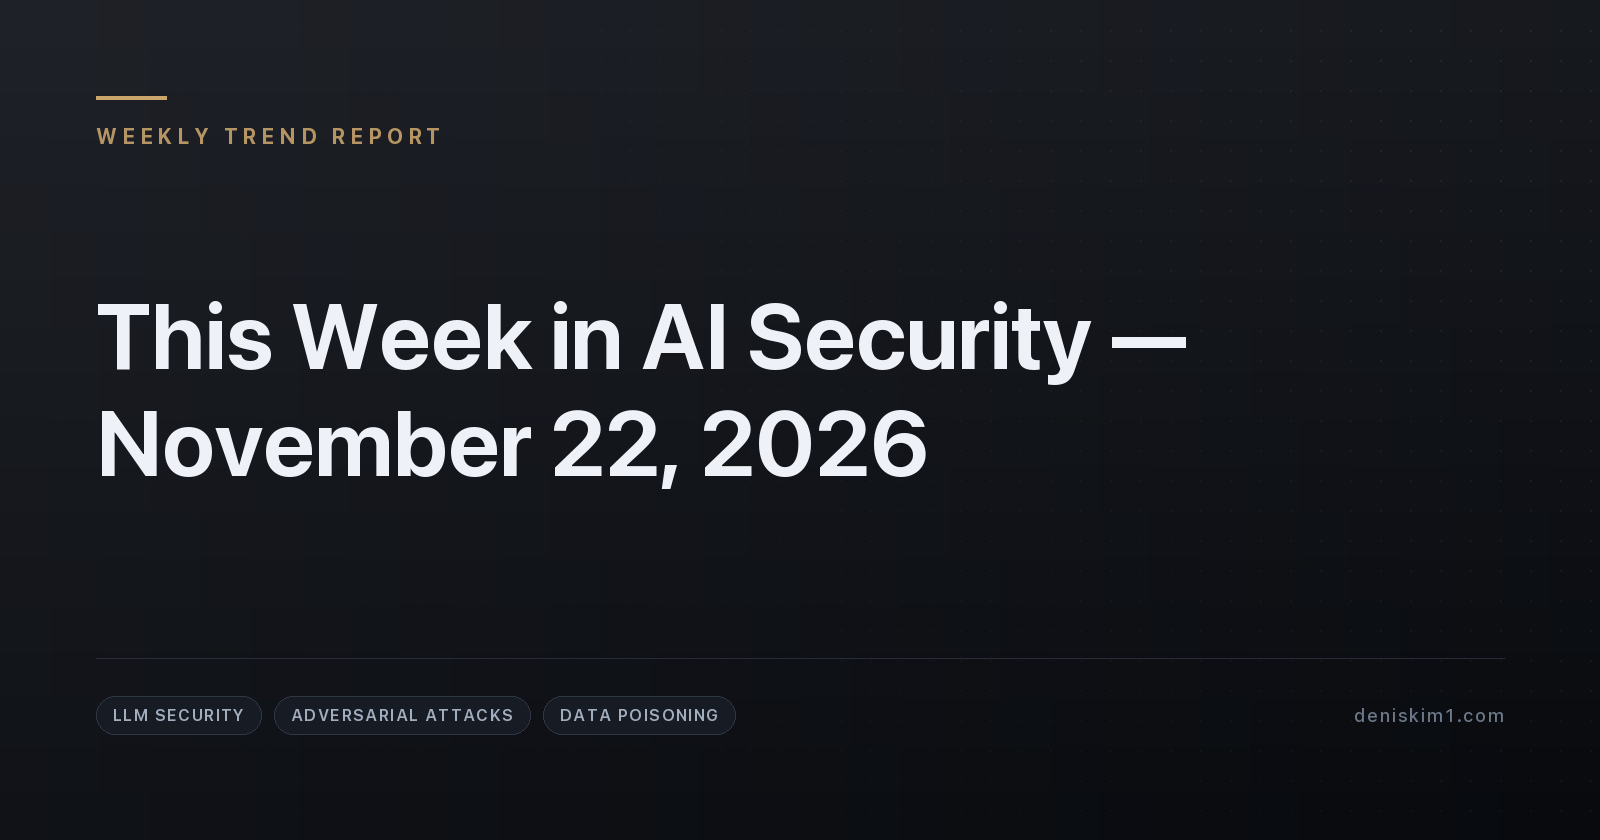 WEEKLY TREND REPORT
This Week in AI Security —
November 22, 2026
LLM SECURITY
ADVERSARIAL ATTACKS
DATA POISONING
deniskim1.com